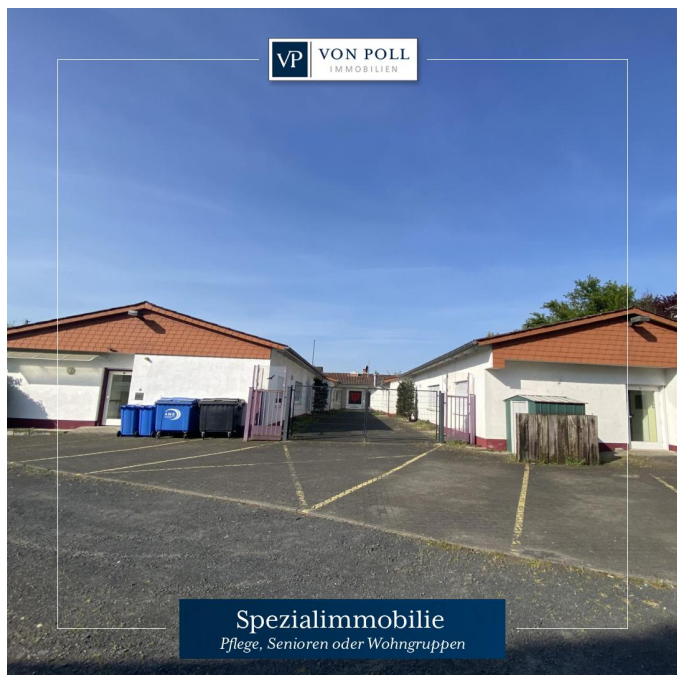 VP VON POLL
IMMOBILIEN
Spezialimmobilie
Pflege, Senioren oder Wohngruppen